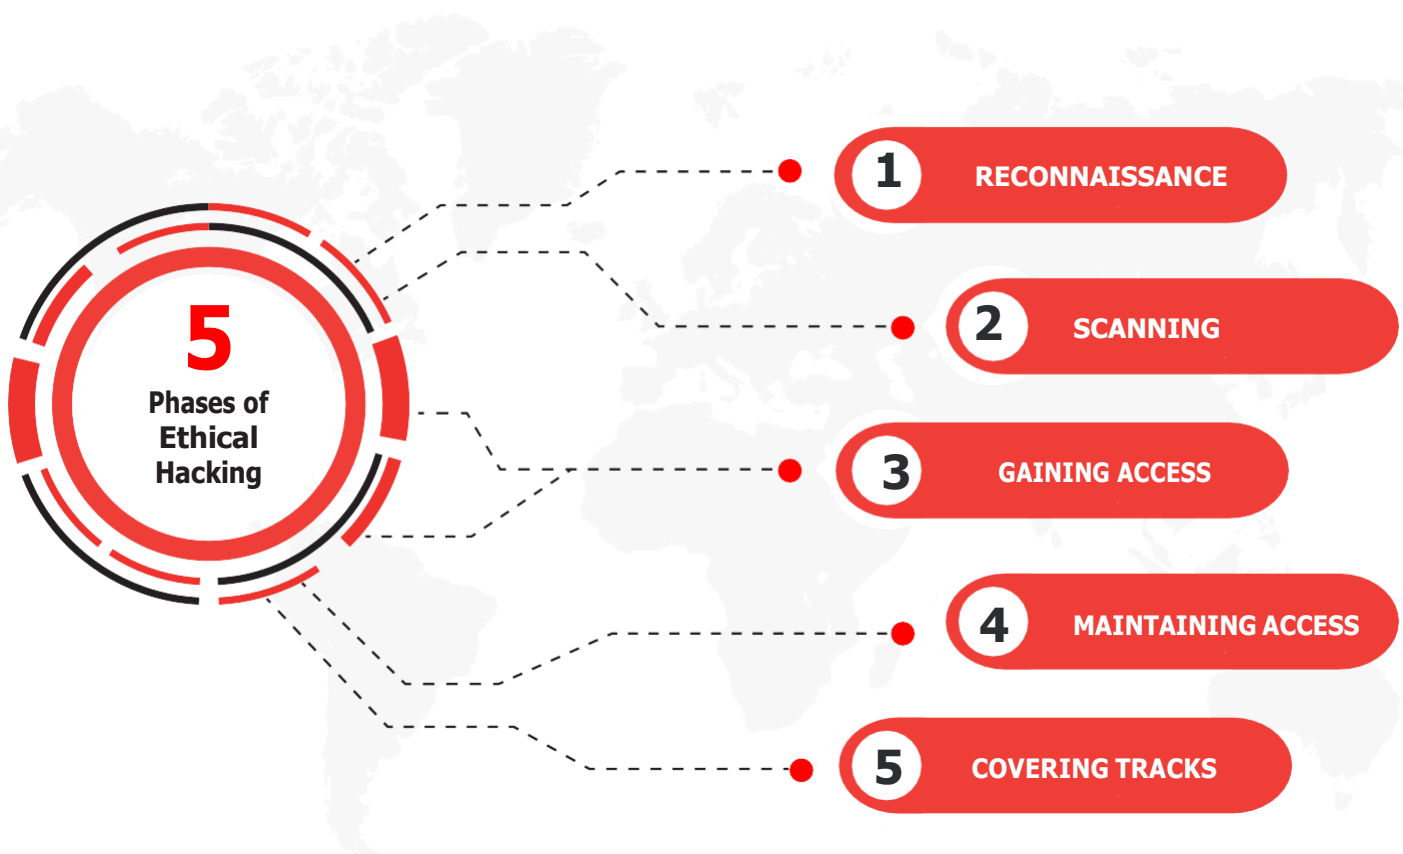 5
Phases of
Ethical
Hacking
1
RECONNAISSANCE
2
SCANNING
3
GAINING ACCESS
4
MAINTAINING ACCESS
5
COVERING TRACKS